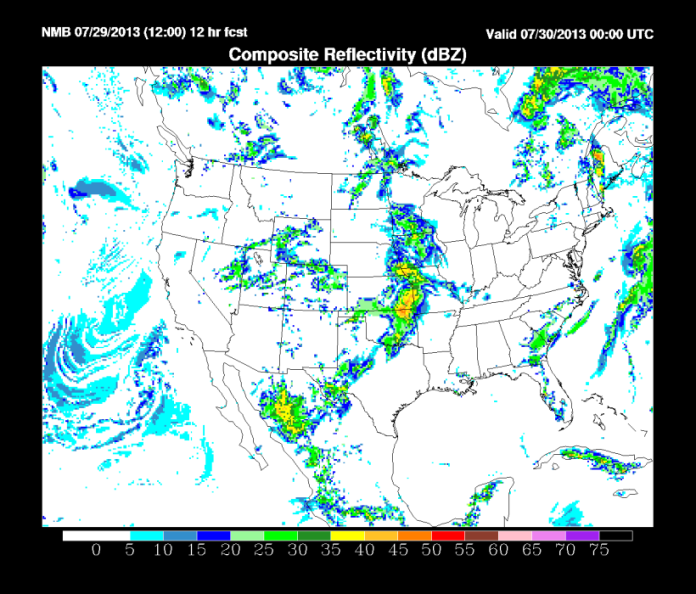 NMB 07/29/2013 (12:00) 12 hr fcst
Valid 07/30/2013 00:00 UTC
Composite Reflectivity (dBZ)
0 5 10 15 20 25 30 35 40 45 50 55 60 65 70 75